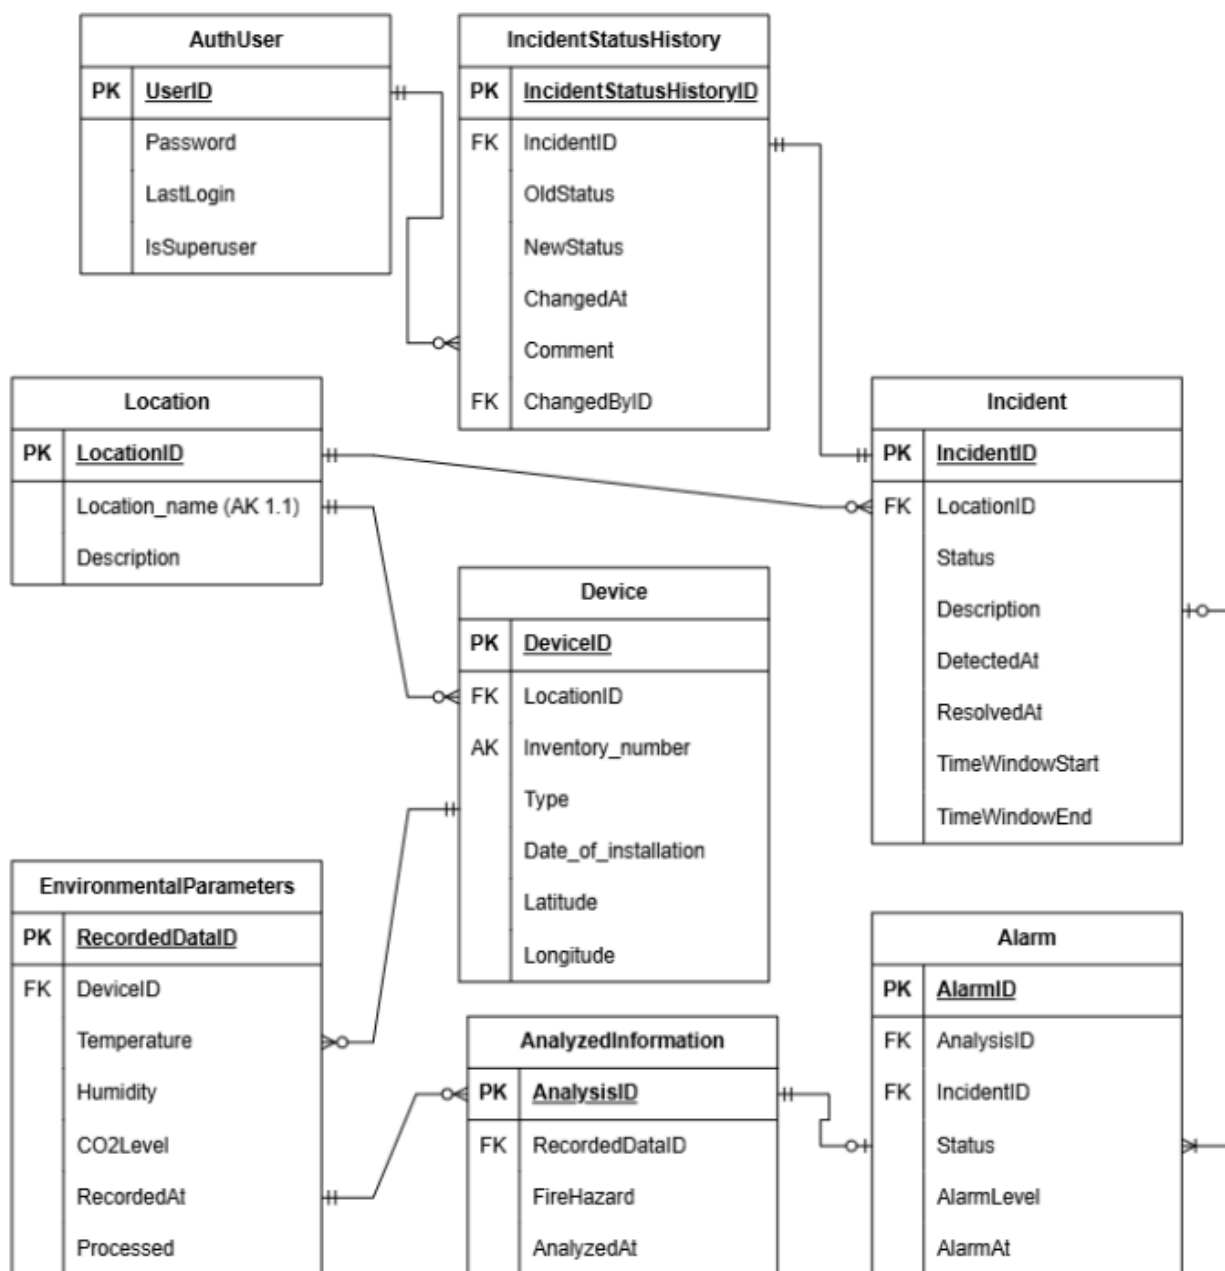 AuthUser
PK UserID
Password
LastLogin
IsSuperuser
IncidentStatusHistory
PK IncidentStatusHistoryID
FK IncidentID
OldStatus
NewStatus
ChangedAt
Comment
FK ChangedByID
Location
PK LocationID
Location_name (AK 1.1)
Description
Incident
PK IncidentID
FK LocationID
Status
Description
DetectedAt
ResolvedAt
TimeWindowStart
TimeWindowEnd
Device
PK DeviceID
FK LocationID
AK Inventory_number
Type
Date_of_installation
Latitude
Longitude
EnvironmentalParameters
PK RecordedDataID
FK DeviceID
Temperature
Humidity
CO2Level
RecordedAt
Processed
AnalyzedInformation
PK AnalysisID
FK RecordedDataID
FireHazard
AnalyzedAt
Alarm
PK AlarmID
FK AnalysisID
FK IncidentID
Status
AlarmLevel
AlarmAt